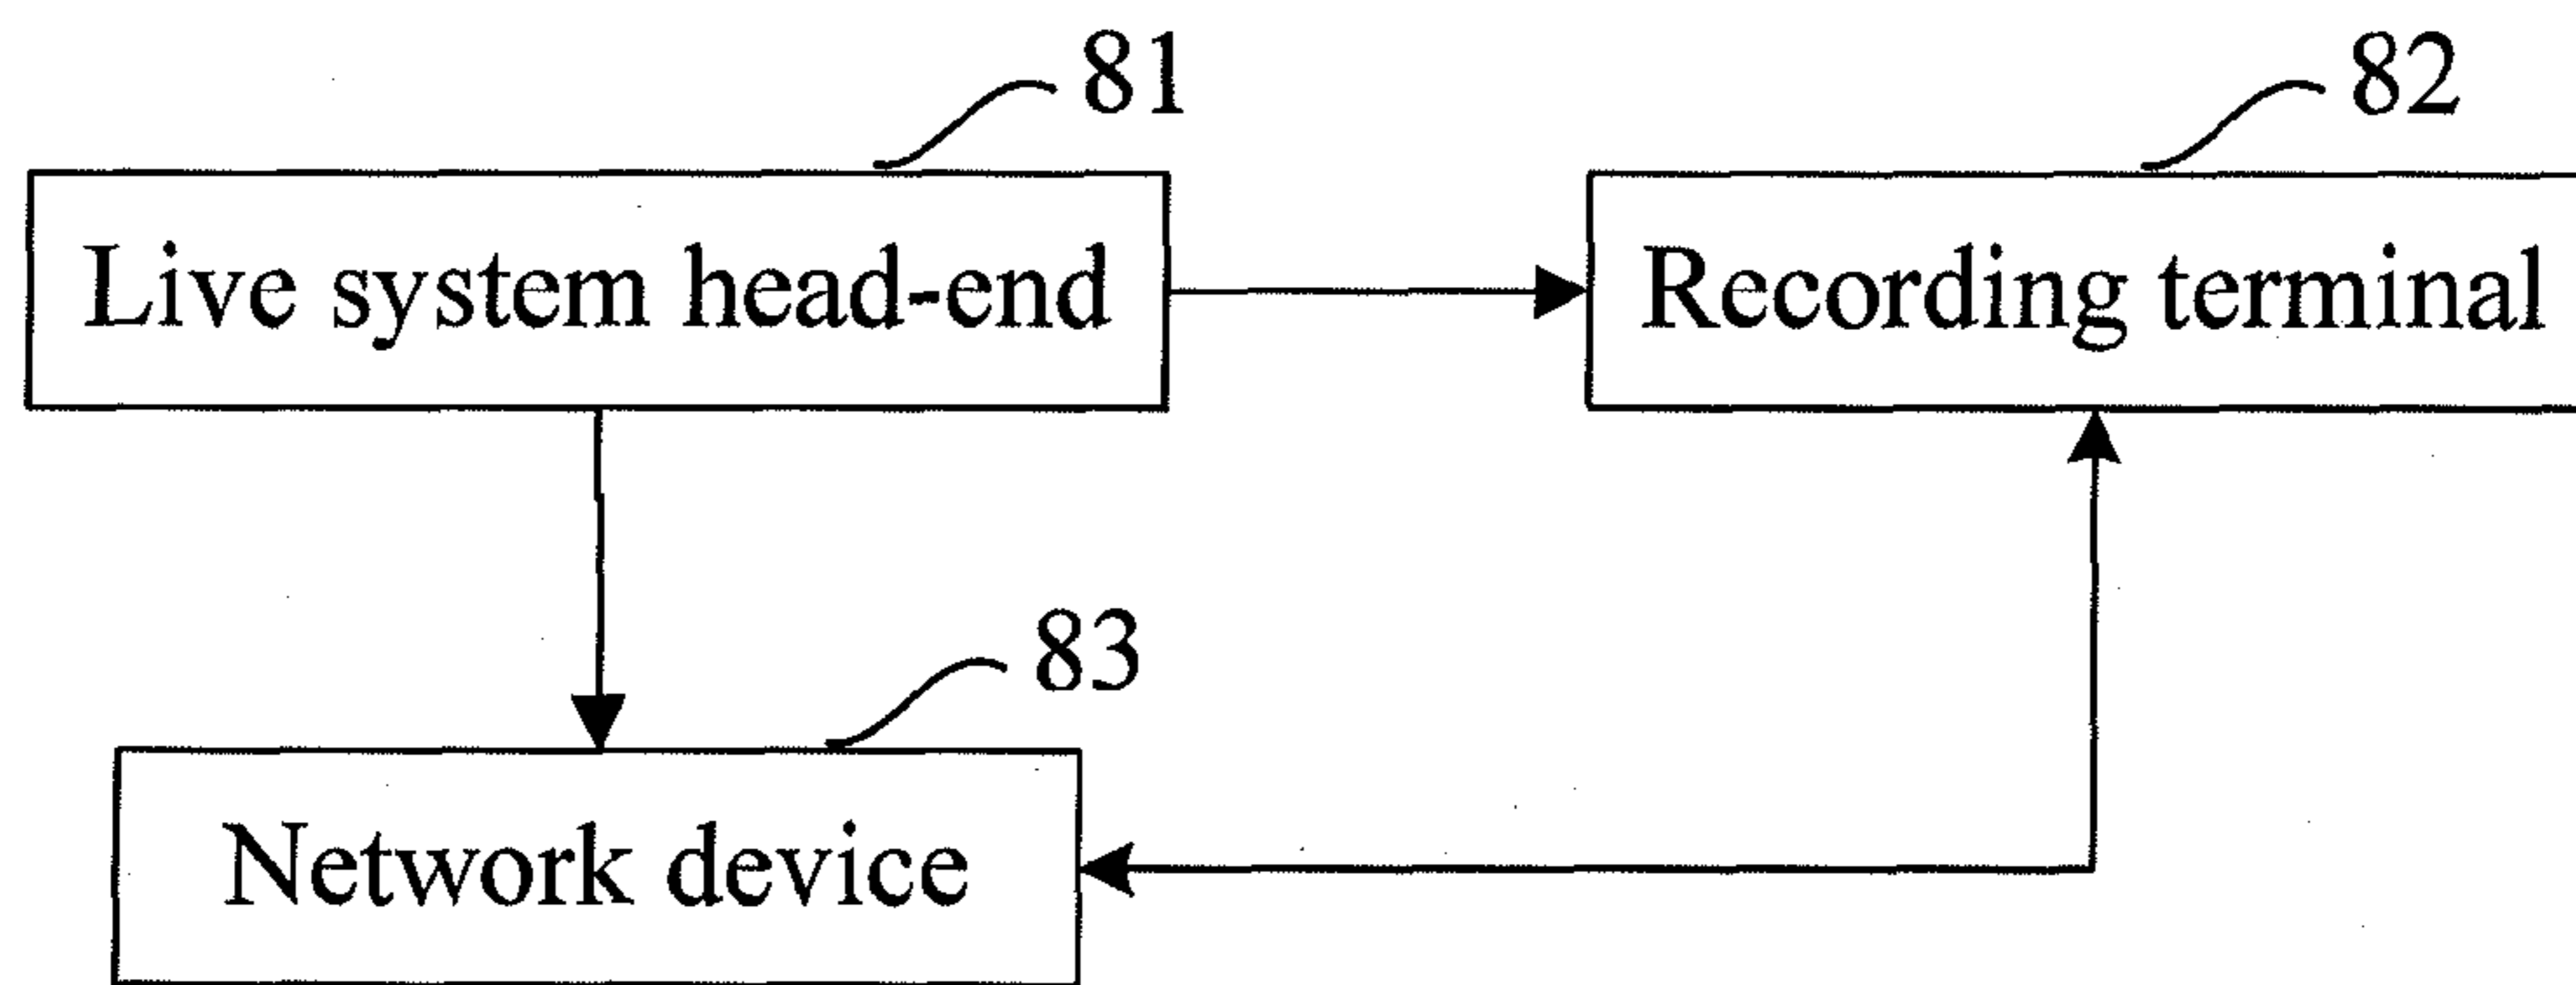 81
82
Live system head-end
Recording terminal
83
Network device